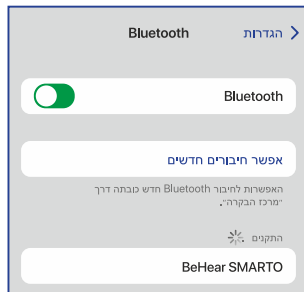 הגדרות
Bluetooth
Bluetooth
אפשר חיבורים חדשים
האפשרות לחיבור Bluetooth חדש כובתה דרך
"מרכז הבקרה".
התקנים
BeHear SMARTO